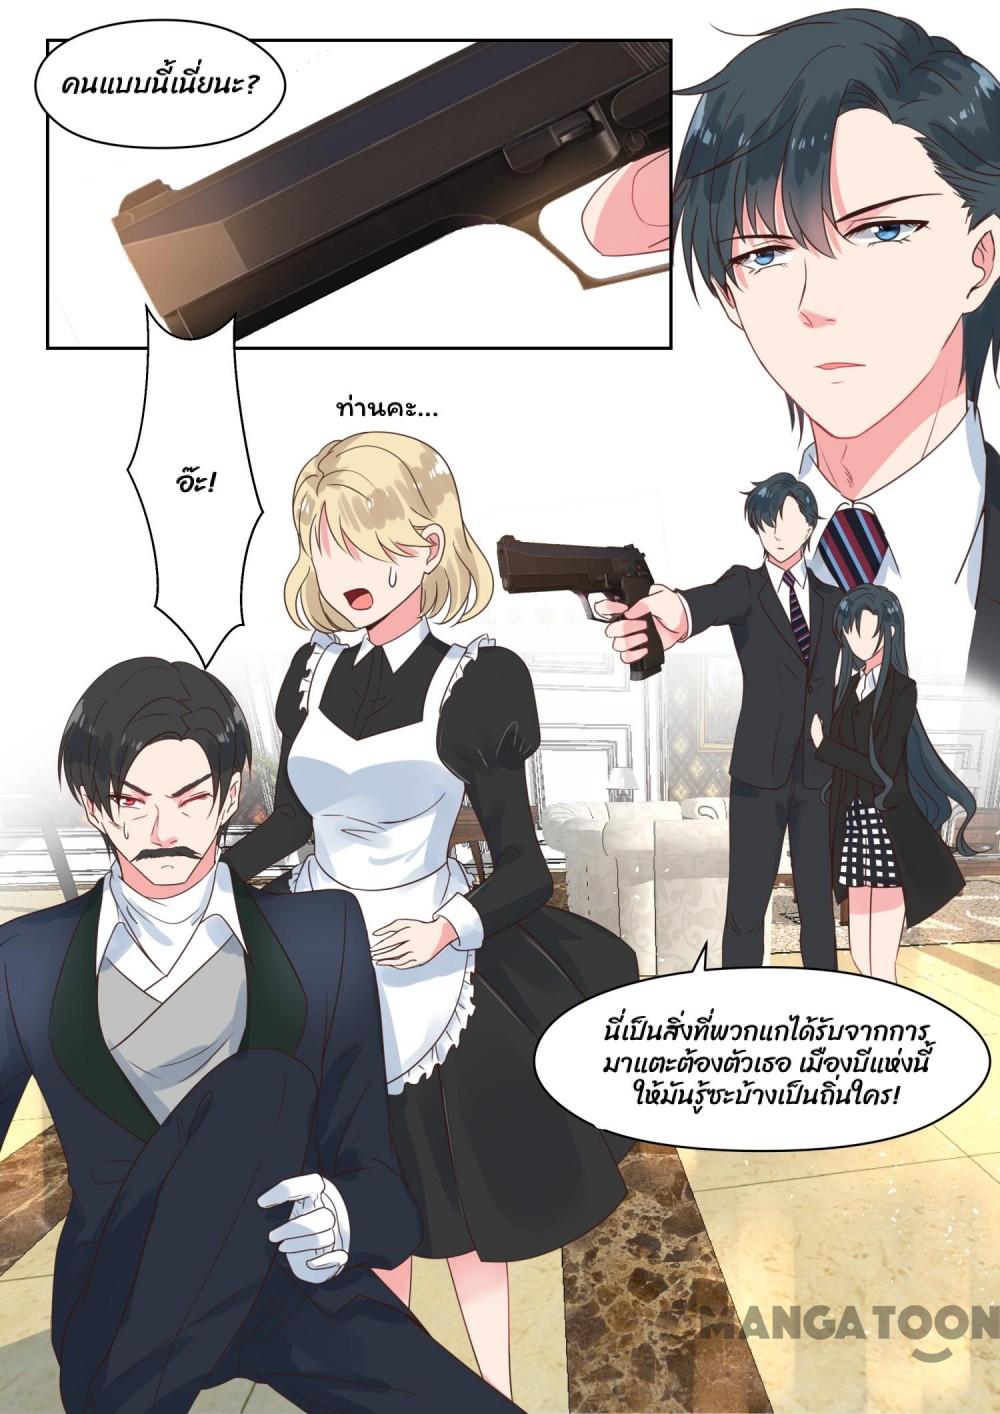 คนแบบนี้เนี่ยนะ?
ท่านคะ...
อ๊ะ!
นี่เป็นสิ่งที่พวกแกได้รับจากการ
มาแตะต้องตัวเธอ เมืองบีแห่งนี้
ให้มันรู้ซะบ้างเป็นถิ่นใคร!
MANGATOON